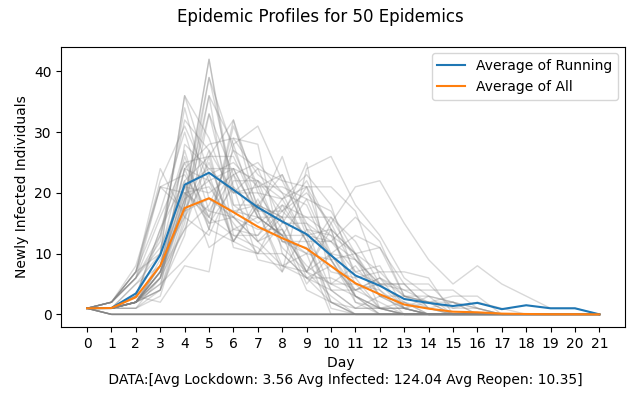 Epidemic Profiles for 50 Epidemics
Newly Infected Individuals
40
30
20
10
0
Average of Running
Average of All
0 1 2 3 4 5 6 7 8 9 10 11 12 13 14 15 16 17 18 19 20 21
Day
DATA:[Avg Lockdown: 3.56 Avg Infected: 124.04 Avg Reopen: 10.35]